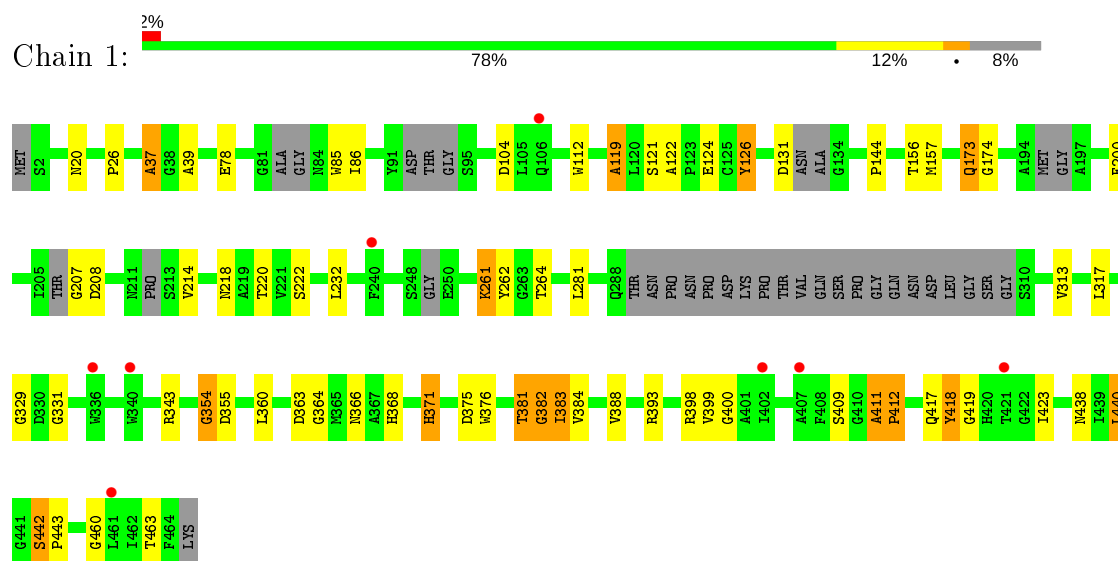 2%
Chain 1:
78% 12% • 8%
MET S2 N20 P26 A37 G38 A39 E78 G81 ALA GLY N84 W85 I86 Y91 ASP THR GLY S95 D104 L105 Q106 W112 A119 L120 S121 A122 P123 E124 C125 Y126 D131 ASN ALA G134 P144 T156 M157 Q173 G174 A194 MET GLY A197
I205 THR G207 D208 N211 PRO S213 V214 N218 A219 T220 V221 S222 L232 F240 S248 GLY E250 K261 Y262 G263 T264 L281 Q288 THR ASN PRO ASN PRO ASP LYS PRO THR VAL GLN SER PRO GLY GLN ASN ASP LEU GLY SER GLY S310 V313 L317
G329 D330 G331 W336 W340 R343 G354 D355 L360 D363 G364 M365 N366 A367 H368 H371 D375 W376 T381 G382 I383 V384 V388 R393 R398 V399 G400 A401 I402 A407 F408 S409 G410 A411 P412 Q417 Y418 G419 H420 T421 G422 I423 N438 I439 L440
G441 S442 P443 G460 L461 I462 T463 F464 LYS